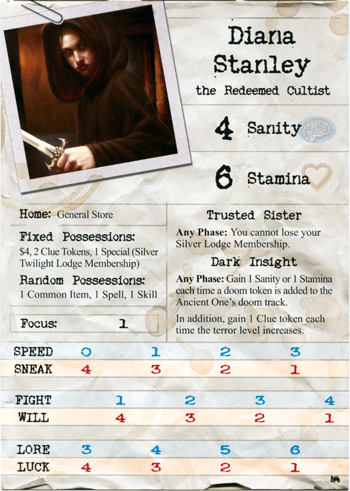 Diana
Stanley
the Redeemed Cultist
4 Sanity
6 Stamina
Home: General Store
Fixed Possessions:
$4, 2 Clue Tokens, 1 Special (Silver
Twilight Lodge Membership)
Random Possessions:
1 Common Item, 1 Spell, 1 Skill
Focus: 1
Trusted Sister
Any Phase: You cannot lose your
Silver Lodge Membership.
Dark Insight
Any Phase: Gain 1 Sanity or 1 Stamina
each time a doom token is added to the
Ancient One's doom track.
In addition, gain 1 Clue token each
time the terror level increases.
SPEED 0 1 2 3
SNEAK 4 3 2 1
FIGHT 1 2 3 4
WILL 4 3 2 1
LORE 3 4 5 6
LUCK 4 3 2 1